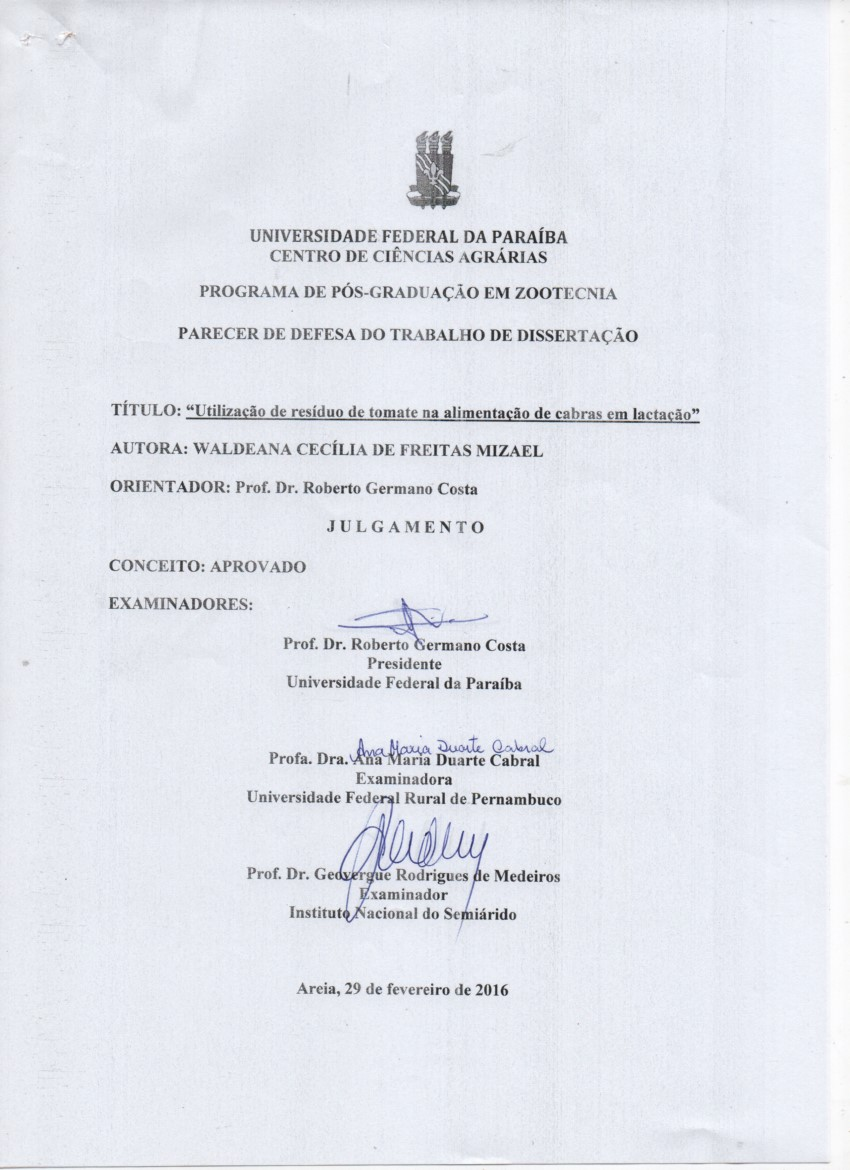 UNIVERSIDADE FEDERAL DA PARAÍBA
CENTRO DE CIÊNCIAS AGRÁRIAS
PROGRAMA DE PÓS-GRADUAÇÃO EM ZOOTECNIA
PARECER DE DEFESA DO TRABALHO DE DISSERTAÇÃO
TÍTULO: “Utilização de resíduo de tomate na alimentação de cabras em lactação”
AUTORA: WALDEANA CECÍLIA DE FREITAS MIZAEL
ORIENTADOR: Prof. Dr. Roberto Germano Costa
J U L G A M E N T O
CONCEITO: APROVADO
EXAMINADORES:
Prof. Dr. Roberto Germano Costa
Presidente
Universidade Federal da Paraíba
Ana Maria Duarte Cabral
Profa. Dra. Ana Maria Duarte Cabral
Examinadora
Universidade Federal Rural de Pernambuco
Prof. Dr. Geovergue Rodrigues de Medeiros
Examinador
Instituto Nacional do Semiárido
Areia, 29 de fevereiro de 2016